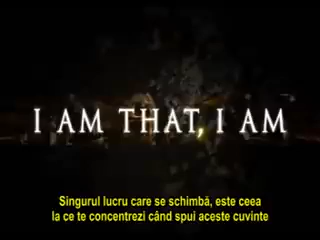 I AM THAT, I AM
Singurul lucru care se schimbă, este ceea
la ce te concentrezi când spui aceste cuvinte